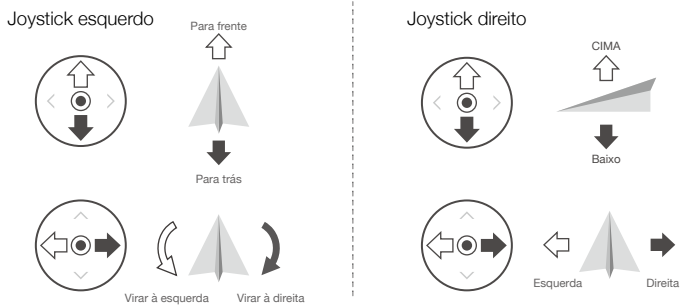 Joystick esquerdo
Para frente
Para trás
Virar à esquerda
Virar à direita
Joystick direito
CIMA
Baixo
Esquerda
Direita